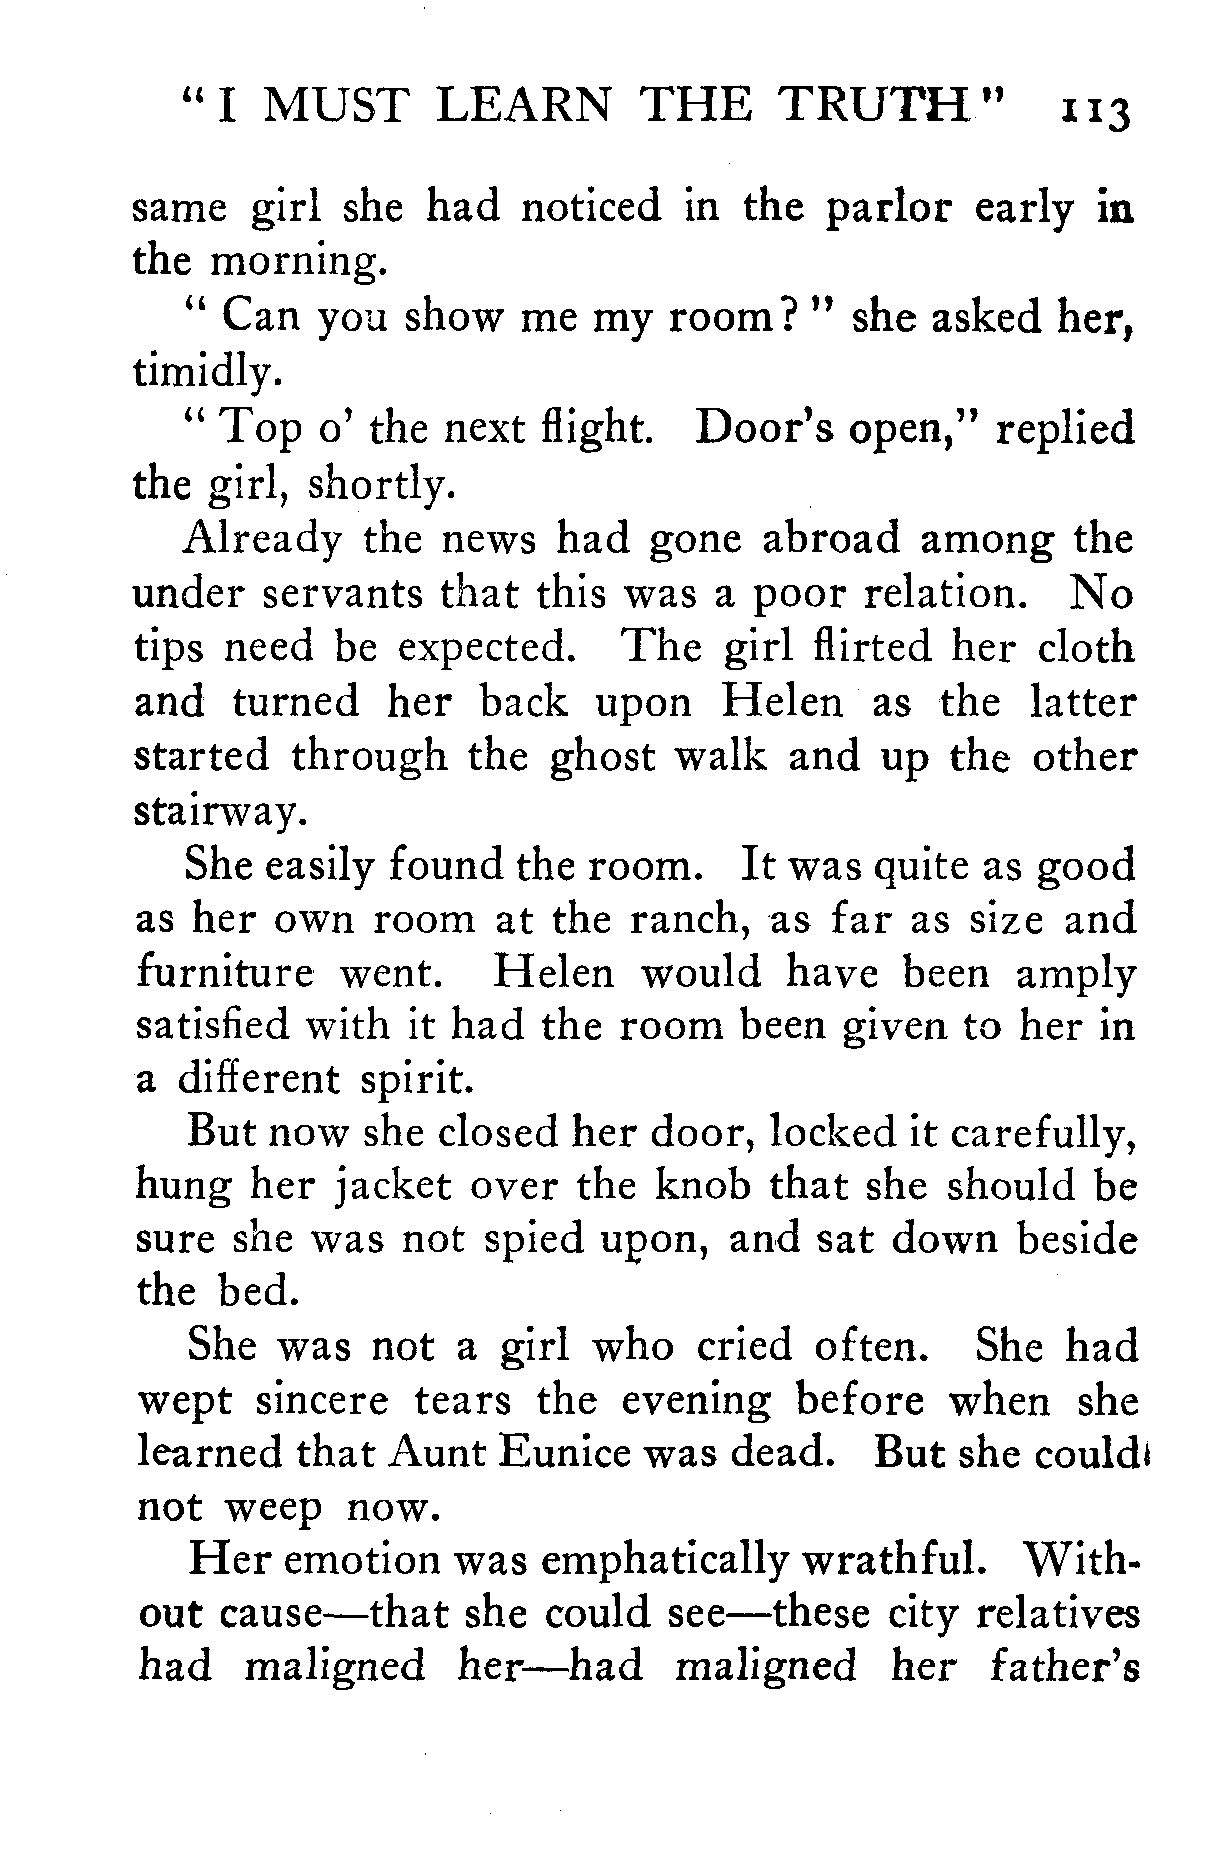 " I MUST LEARN THE TRUTH " 113
same girl she had noticed in the parlor early in
the morning.
" Can you show me my room? " she asked her,
timidly.
" Top o' the next flight. Door's open," replied
the girl, shortly.
Already the news had gone abroad among the
under servants that this was a poor relation. No
tips need be expected. The girl flirted her cloth
and turned her back upon Helen as the latter
started through the ghost walk and up the other
stairway.
She easily found the room. It was quite as good
as her own room at the ranch, as far as size and
furniture went. Helen would have been amply
satisfied with it had the room been given to her in
a different spirit.
But now she closed her door, locked it carefully,
hung her jacket over the knob that she should be
sure she was not spied upon, and sat down beside
the bed.
She was not a girl who cried often. She had
wept sincere tears the evening before when she
learned that Aunt Eunice was dead. But she could
not weep now.
Her emotion was emphatically wrathful. With-
out cause—that she could see—these city relatives
had maligned her—had maligned her father's